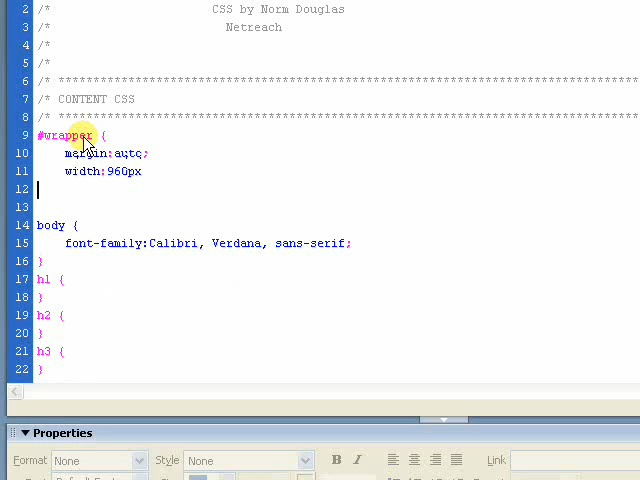 2 /* CSS by Norm Douglas
3 /* Netreach
4 /*
5 /*
6 /* **********************************************************************************
7 /* CONTENT CSS
8 /* **********************************************************************************
9 #wrapper {
10 margin:auto;
11 width:960px
12
13
14 body {
15 font-family:Calibri, Verdana, sans-serif;
16 }
17 h1 {
18 }
19 h2 {
20 }
21 h3 {
22 }
Properties
Format None Style None B I Link